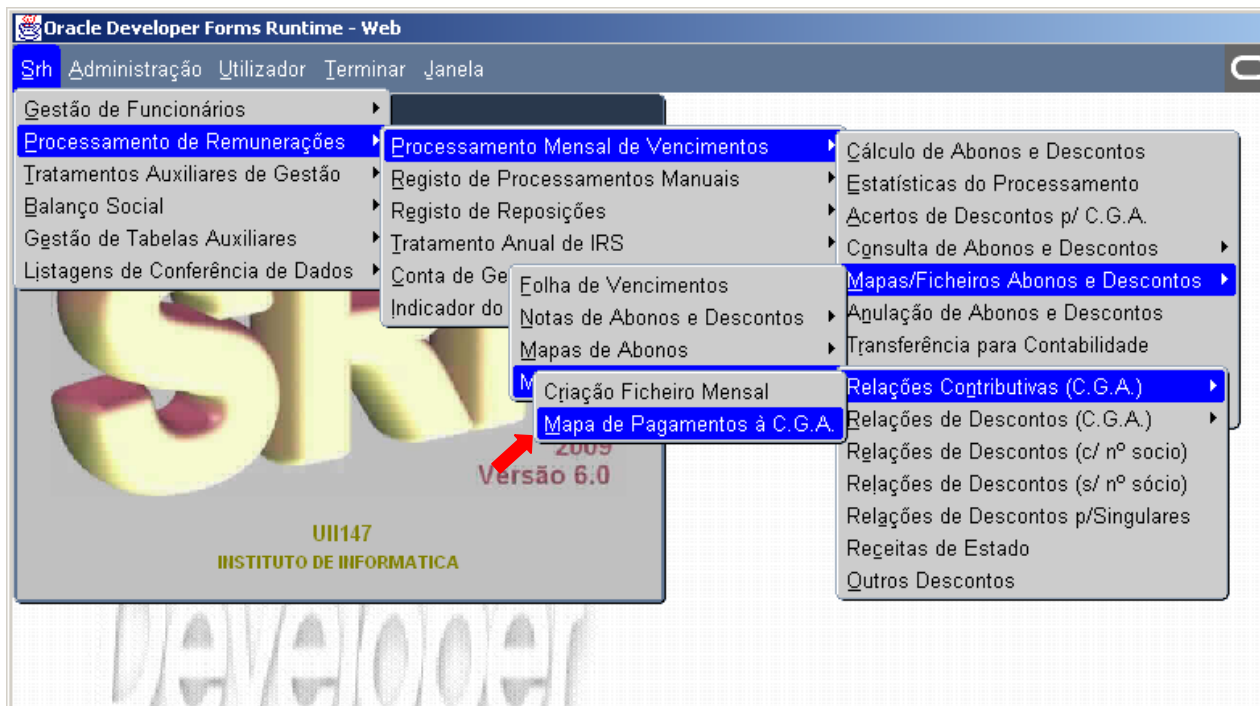 Oracle Developer Forms Runtime - Web
Srh Administração Utilizador Terminar Janela
Gestão de Funcionários
Processamento de Remunerações
Tratamentos Auxiliares de Gestão
Balanço Social
Gestão de Tabelas Auxiliares
Listagens de Conferência de Dados
Processamento Mensal de Vencimentos
Registo de Processamentos Manuais
Registo de Reposições
Tratamento Anual de IRS
Conta de Ge
Indicador do
Cálculo de Abonos e Descontos
Estatísticas do Processamento
Acertos de Descontos p/ C.G.A.
Consulta de Abonos e Descontos
Mapas/Ficheiros Abonos e Descontos
Anulação de Abonos e Descontos
Transferência para Contabilidade
Folha de Vencimentos
Notas de Abonos e Descontos
Mapas de Abonos
M
Relações Contributivas (C.G.A.)
Relações de Descontos (C.G.A.)
Relações de Descontos (c/ nº socio)
Relações de Descontos (s/ nº sócio)
Relações de Descontos p/Singulares
Receitas de Estado
Outros Descontos
Criação Ficheiro Mensal
Mapa de Pagamentos à C.G.A.
SRH
2009
Versão 6.0
UII147
INSTITUTO DE INFORMATICA
Developer